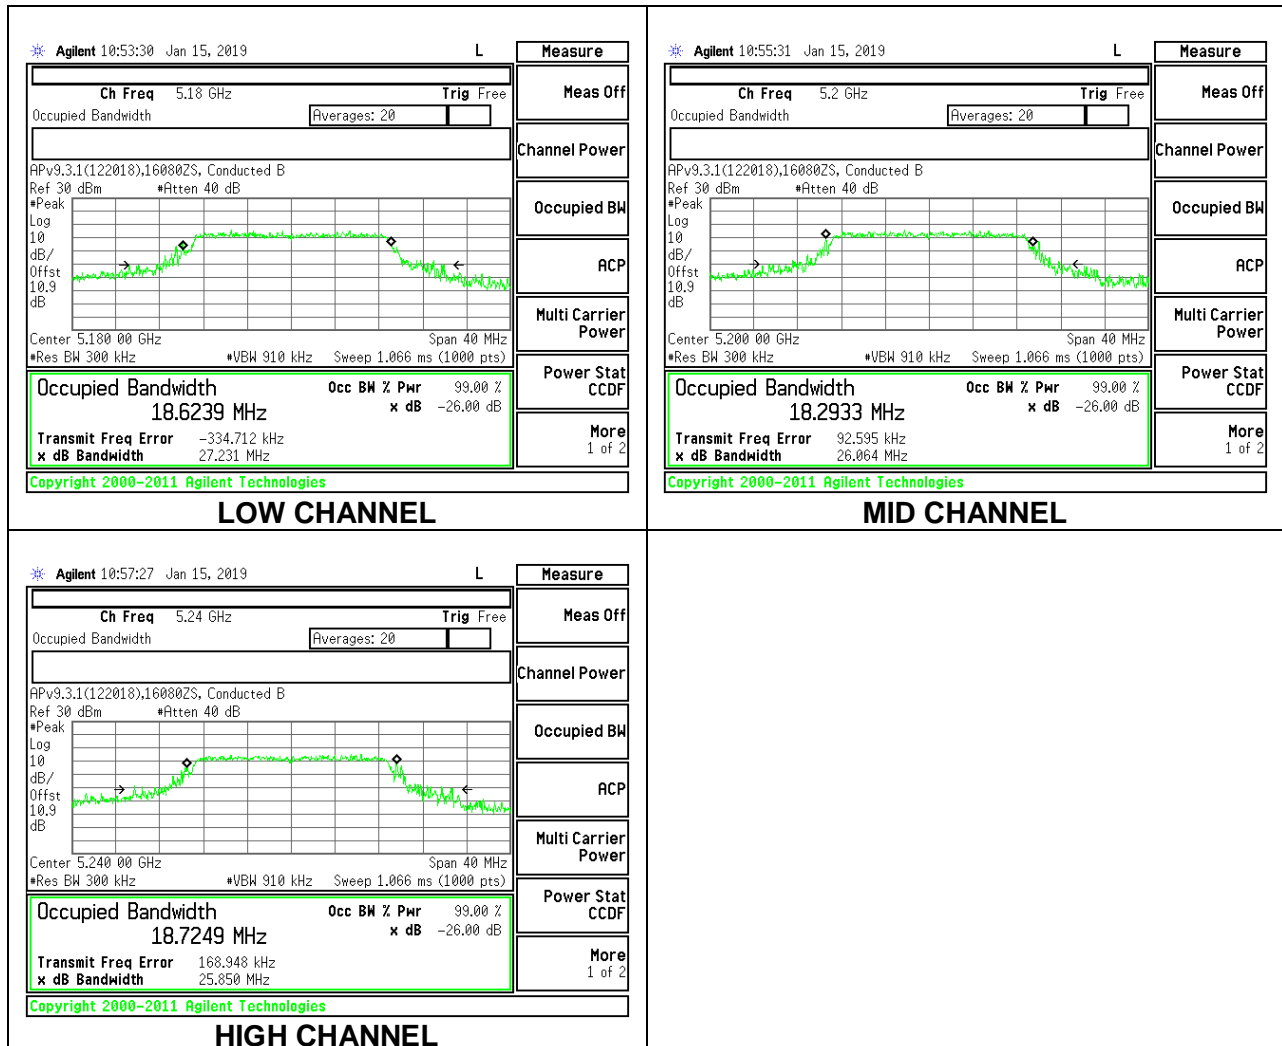 Agilent 10:53:30 Jan 15, 2019 L Measure
Ch Freq 5.18 GHz Trig Free
Occupied Bandwidth Averages: 20
APv9.3.1(122018),16080ZS, Conducted B
Ref 30 dBm #Atten 40 dB
#Peak
Log
10
dB/
Offst
10.9
dB
Center 5.180 00 GHz Span 40 MHz
#Res BW 300 kHz #VBW 910 kHz Sweep 1.066 ms (1000 pts)
Occupied Bandwidth Occ BW % Pwr 99.00 %
18.6239 MHz x dB -26.00 dB
Transmit Freq Error -334.712 kHz
x dB Bandwidth 27.231 MHz
Copyright 2000-2011 Agilent Technologies
Meas Off
Channel Power
Occupied BW
ACP
Multi Carrier
Power
Power Stat
CCDF
More
1 of 2
LOW CHANNEL
Agilent 10:55:31 Jan 15, 2019 L Measure
Ch Freq 5.2 GHz Trig Free
Occupied Bandwidth Averages: 20
APv9.3.1(122018),16080ZS, Conducted B
Ref 30 dBm #Atten 40 dB
#Peak
Log
10
dB/
Offst
10.9
dB
Center 5.200 00 GHz Span 40 MHz
#Res BW 300 kHz #VBW 910 kHz Sweep 1.066 ms (1000 pts)
Occupied Bandwidth Occ BW % Pwr 99.00 %
18.2933 MHz x dB -26.00 dB
Transmit Freq Error 92.595 kHz
x dB Bandwidth 26.064 MHz
Copyright 2000-2011 Agilent Technologies
Meas Off
Channel Power
Occupied BW
ACP
Multi Carrier
Power
Power Stat
CCDF
More
1 of 2
MID CHANNEL
Agilent 10:57:27 Jan 15, 2019 L Measure
Ch Freq 5.24 GHz Trig Free
Occupied Bandwidth Averages: 20
APv9.3.1(122018),16080ZS, Conducted B
Ref 30 dBm #Atten 40 dB
#Peak
Log
10
dB/
Offst
10.9
dB
Center 5.240 00 GHz Span 40 MHz
#Res BW 300 kHz #VBW 910 kHz Sweep 1.066 ms (1000 pts)
Occupied Bandwidth Occ BW % Pwr 99.00 %
18.7249 MHz x dB -26.00 dB
Transmit Freq Error 168.948 kHz
x dB Bandwidth 25.850 MHz
Copyright 2000-2011 Agilent Technologies
Meas Off
Channel Power
Occupied BW
ACP
Multi Carrier
Power
Power Stat
CCDF
More
1 of 2
HIGH CHANNEL